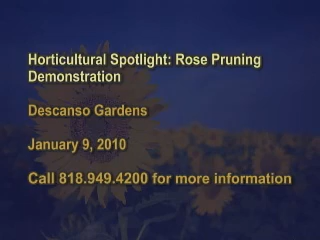 Horticultural Spotlight: Rose Pruning
Demonstration
Descanso Gardens
January 9, 2010
Call 818.949.4200 for more information